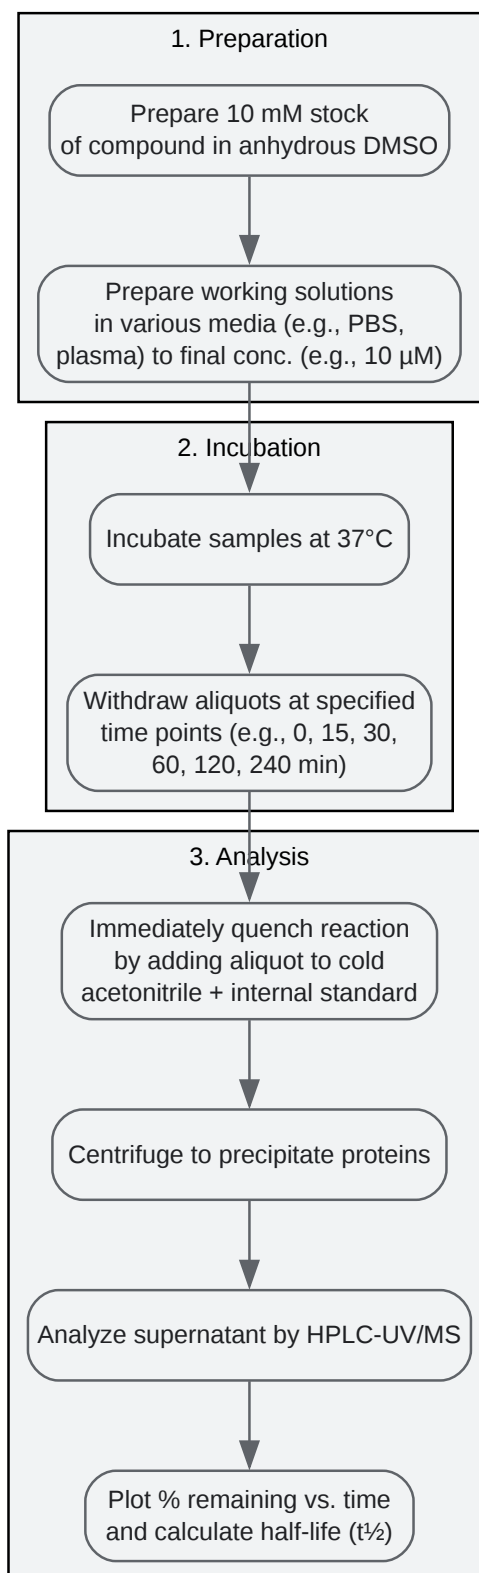 1. Preparation
Prepare 10 mM stock
of compound in anhydrous DMSO
Prepare working solutions
in various media (e.g., PBS,
plasma) to final conc. (e.g., 10 µM)
2. Incubation
Incubate samples at 37°C
Withdraw aliquots at specified
time points (e.g., 0, 15, 30,
60, 120, 240 min)
3. Analysis
Immediately quench reaction
by adding aliquot to cold
acetonitrile + internal standard
Centrifuge to precipitate proteins
Analyze supernatant by HPLC-UV/MS
Plot % remaining vs. time
and calculate half-life (t½)